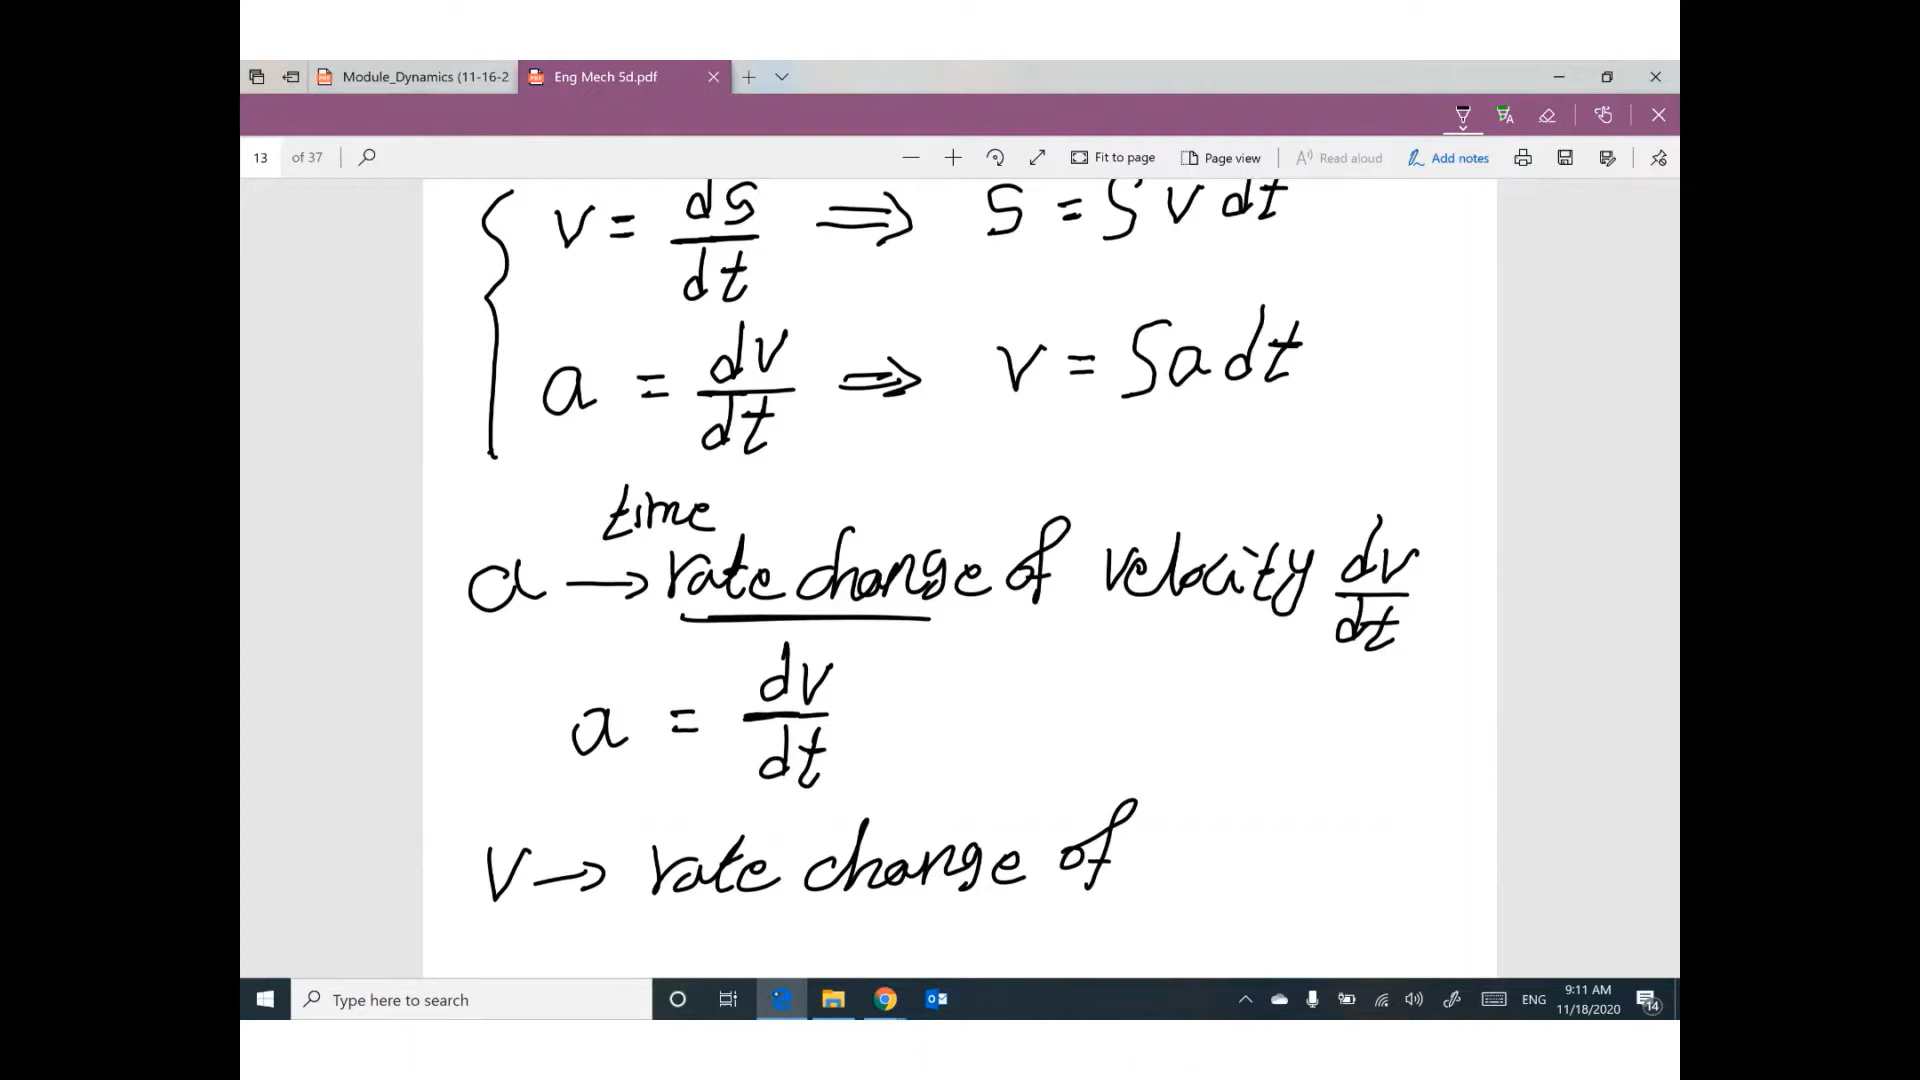 Module_Dynamics (11-16-2
Eng Mech 5d.pdf
13 of 37
Fit to page
Page view
Read aloud
Add notes
v = ds/dt ⟹ s = ∫ v dt
a = dv/dt ⟹ v = ∫ a dt
time
a → rate change of velocity dv/dt
a = dv/dt
v → rate change of
Type here to search
ENG
9:11 AM
11/18/2020
14